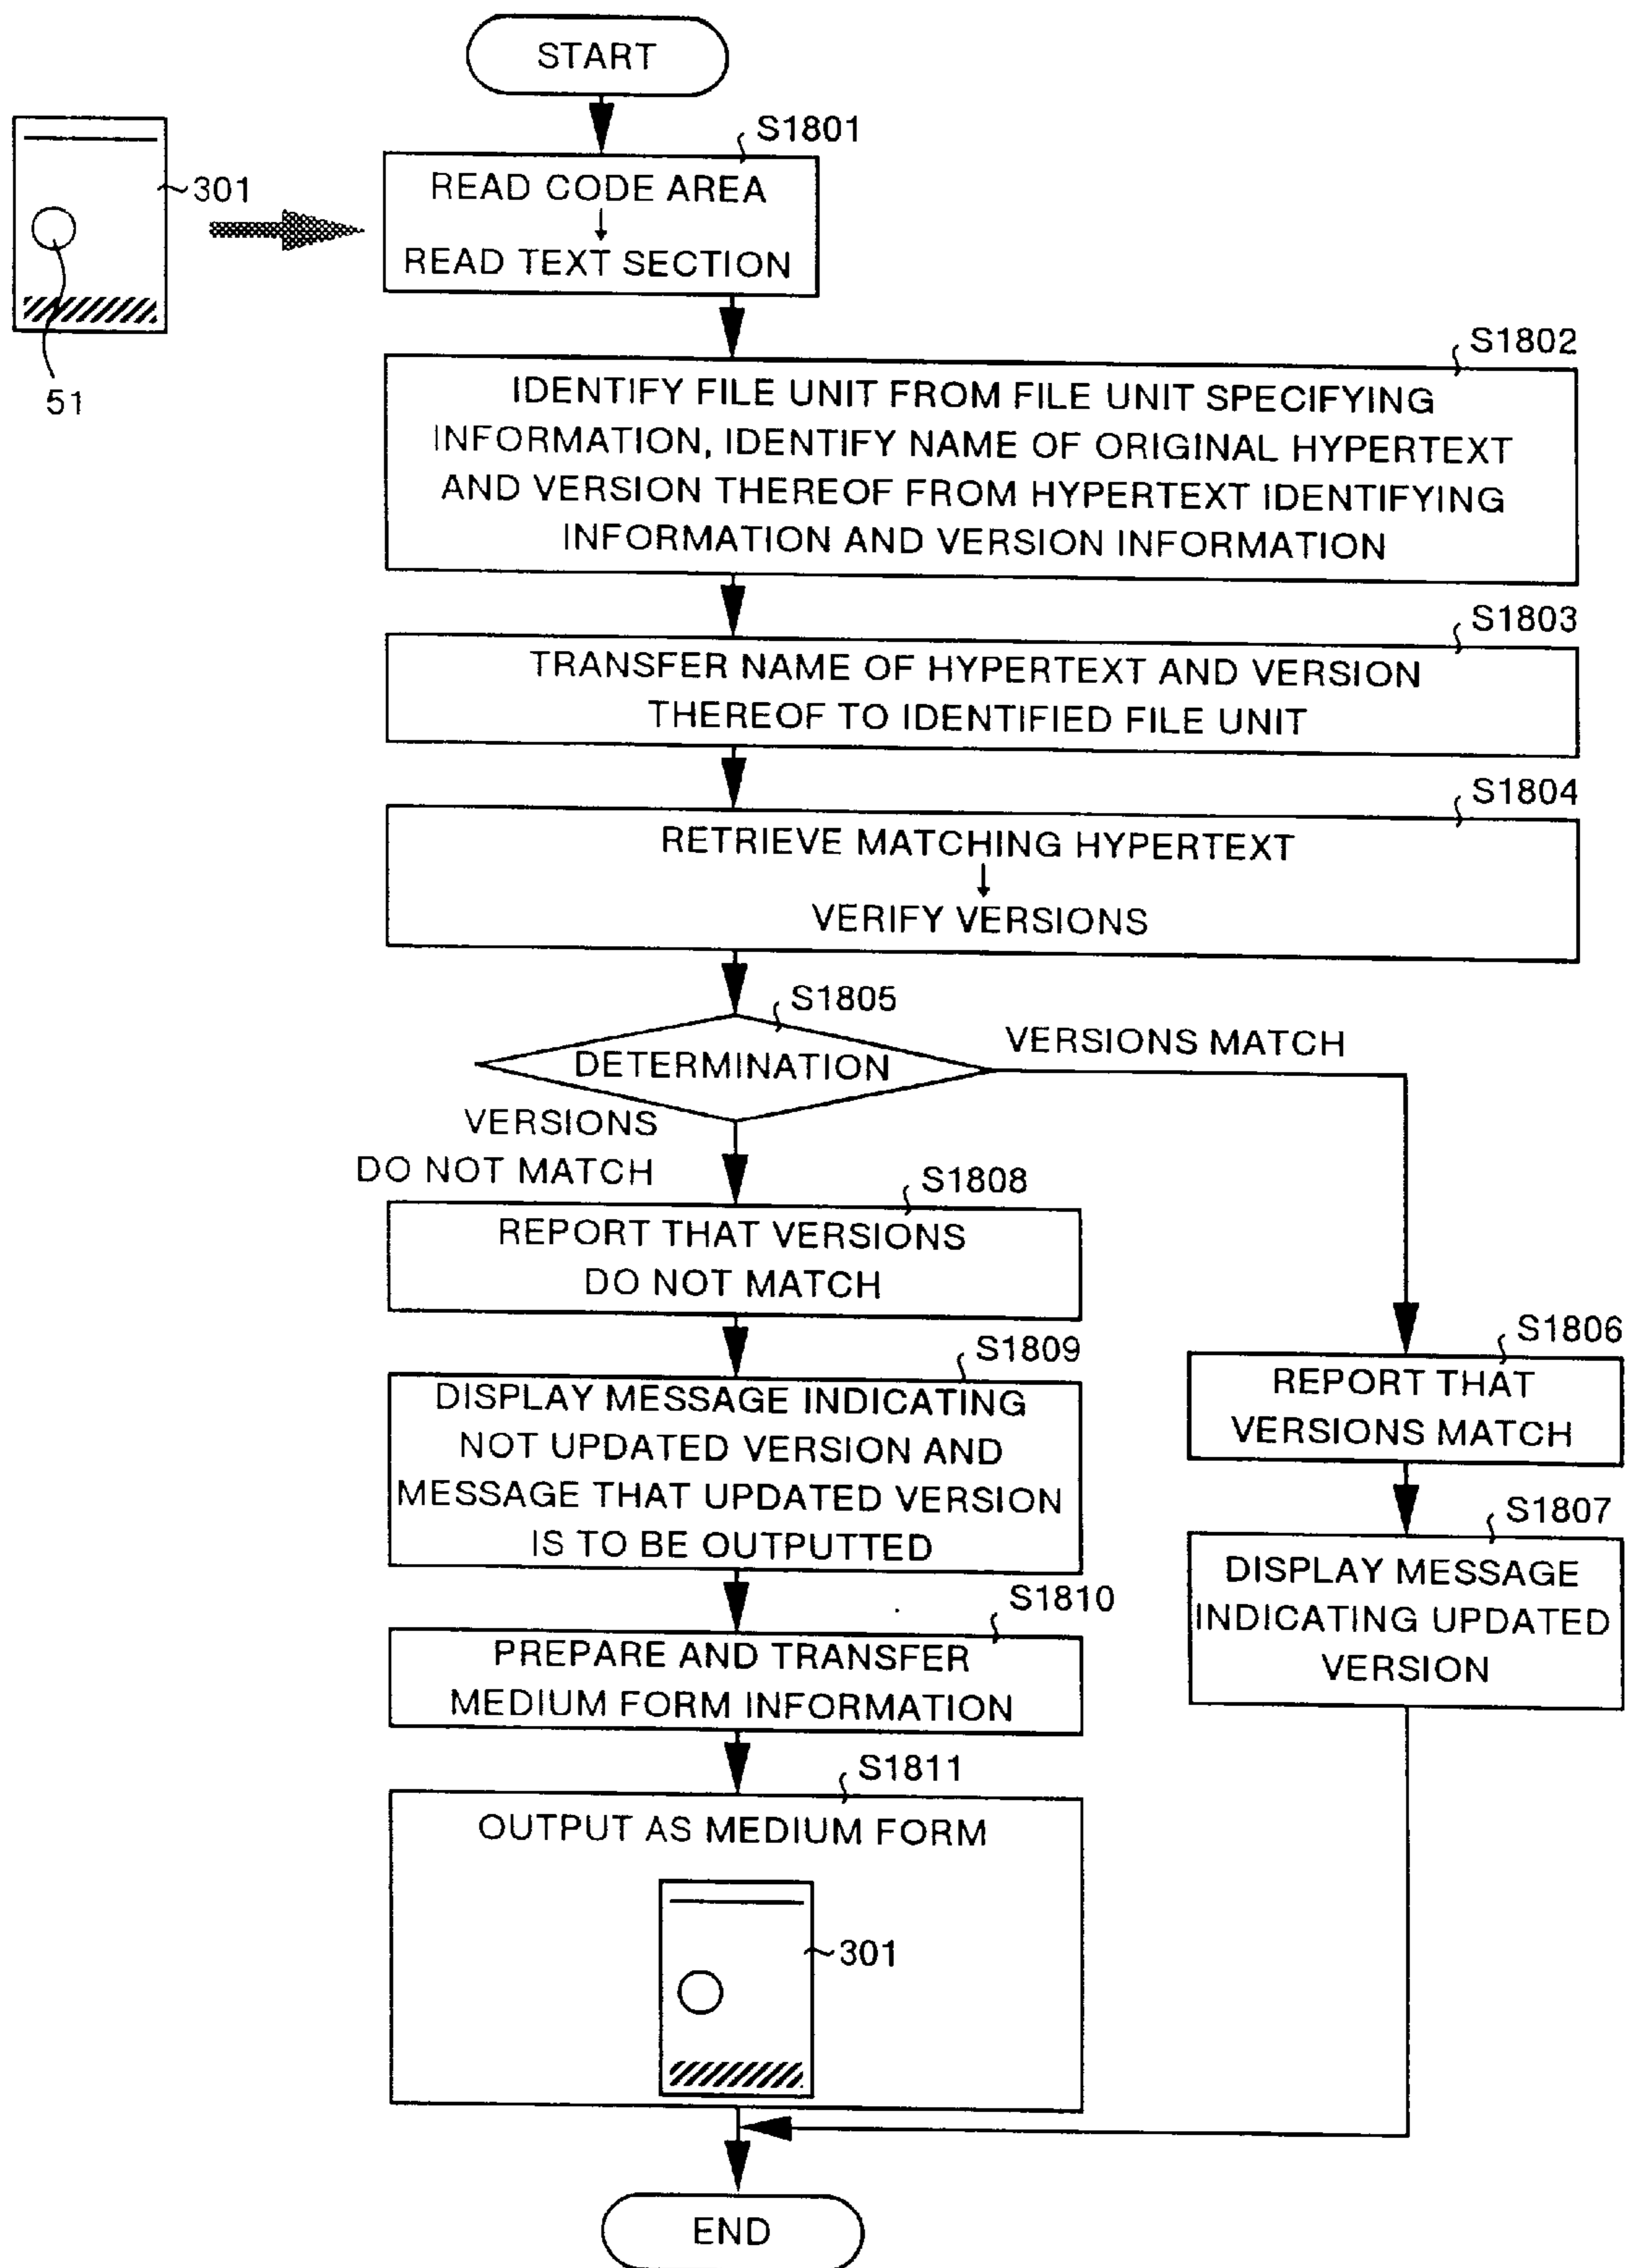 START
S1801
READ CODE AREA
READ TEXT SECTION
301
51
S1802
IDENTIFY FILE UNIT FROM FILE UNIT SPECIFYING
INFORMATION, IDENTIFY NAME OF ORIGINAL HYPERTEXT
AND VERSION THEREOF FROM HYPERTEXT IDENTIFYING
INFORMATION AND VERSION INFORMATION
S1803
TRANSFER NAME OF HYPERTEXT AND VERSION
THEREOF TO IDENTIFIED FILE UNIT
S1804
RETRIEVE MATCHING HYPERTEXT
VERIFY VERSIONS
S1805
DETERMINATION
VERSIONS MATCH
VERSIONS
DO NOT MATCH
S1808
REPORT THAT VERSIONS
DO NOT MATCH
S1806
REPORT THAT
VERSIONS MATCH
S1809
DISPLAY MESSAGE INDICATING
NOT UPDATED VERSION AND
MESSAGE THAT UPDATED VERSION
IS TO BE OUTPUTTED
S1807
DISPLAY MESSAGE
INDICATING UPDATED
VERSION
S1810
PREPARE AND TRANSFER
MEDIUM FORM INFORMATION
S1811
OUTPUT AS MEDIUM FORM
301
END